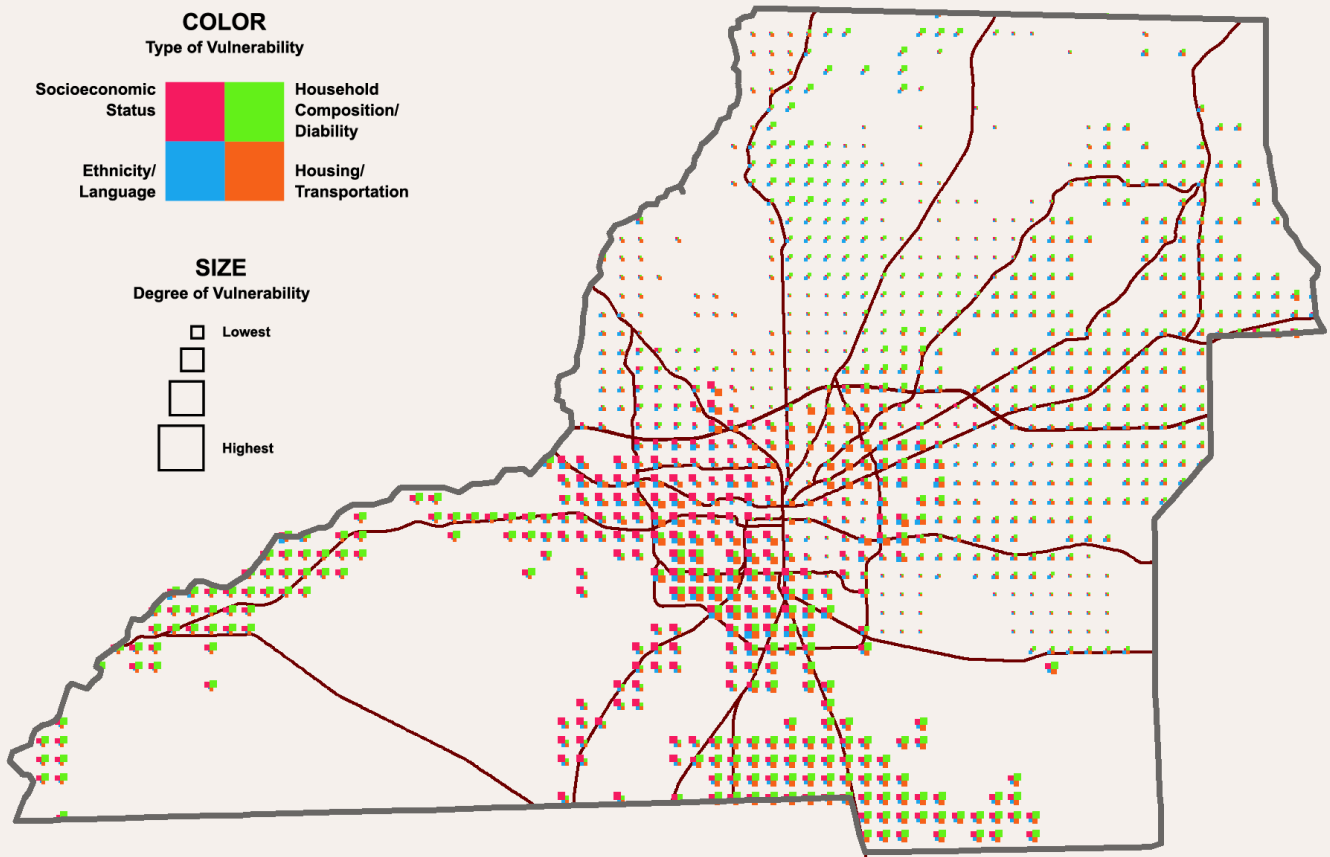 COLOR
Type of Vulnerability
Socioeconomic
Status
Household
Composition/
Diability
Ethnicity/
Language
Housing/
Transportation
SIZE
Degree of Vulnerability
Lowest
Highest